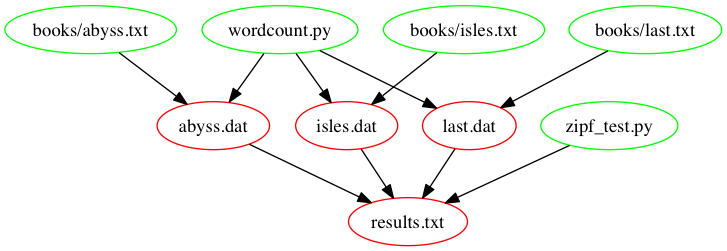 books/abyss.txt
wordcount.py
books/isles.txt
books/last.txt
abyss.dat
isles.dat
last.dat
zipf_test.py
results.txt